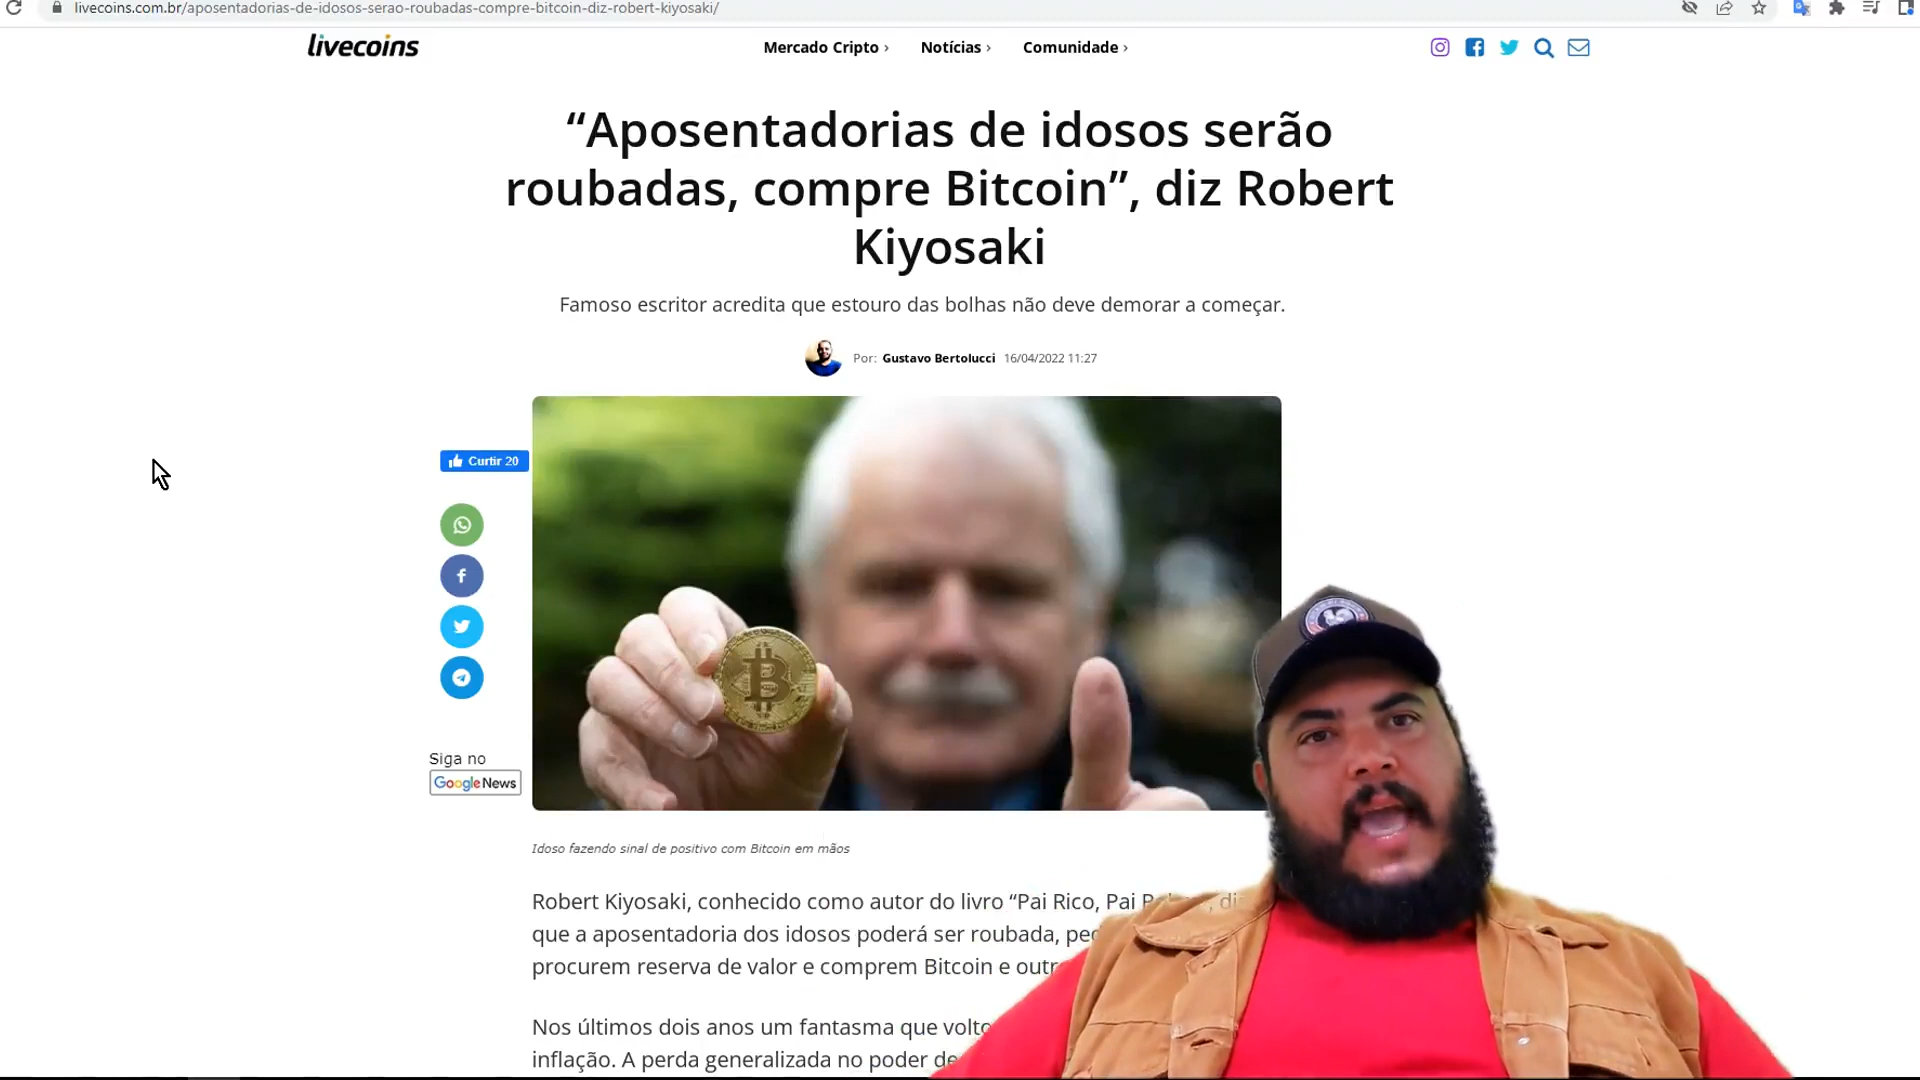 livecoins.com.br/aposentadorias-de-idosos-serao-roubadas-compre-bitcoin-diz-robert-kiyosaki/
livecoins
Mercado Cripto ›
Notícias ›
Comunidade ›
“Aposentadorias de idosos serão
roubadas, compre Bitcoin”, diz Robert
Kiyosaki
Famoso escritor acredita que estouro das bolhas não deve demorar a começar.
Por: Gustavo Bertolucci 16/04/2022 11:27
Curtir 20
Siga no
Google News
Idoso fazendo sinal de positivo com Bitcoin em mãos
Robert Kiyosaki, conhecido como autor do livro “Pai Rico, Pai
que a aposentadoria dos idosos poderá ser roubada,
procurem reserva de valor e comprem Bitcoin e
Nos últimos dois anos um fantasma que
inflação. A perda generalizada no poder